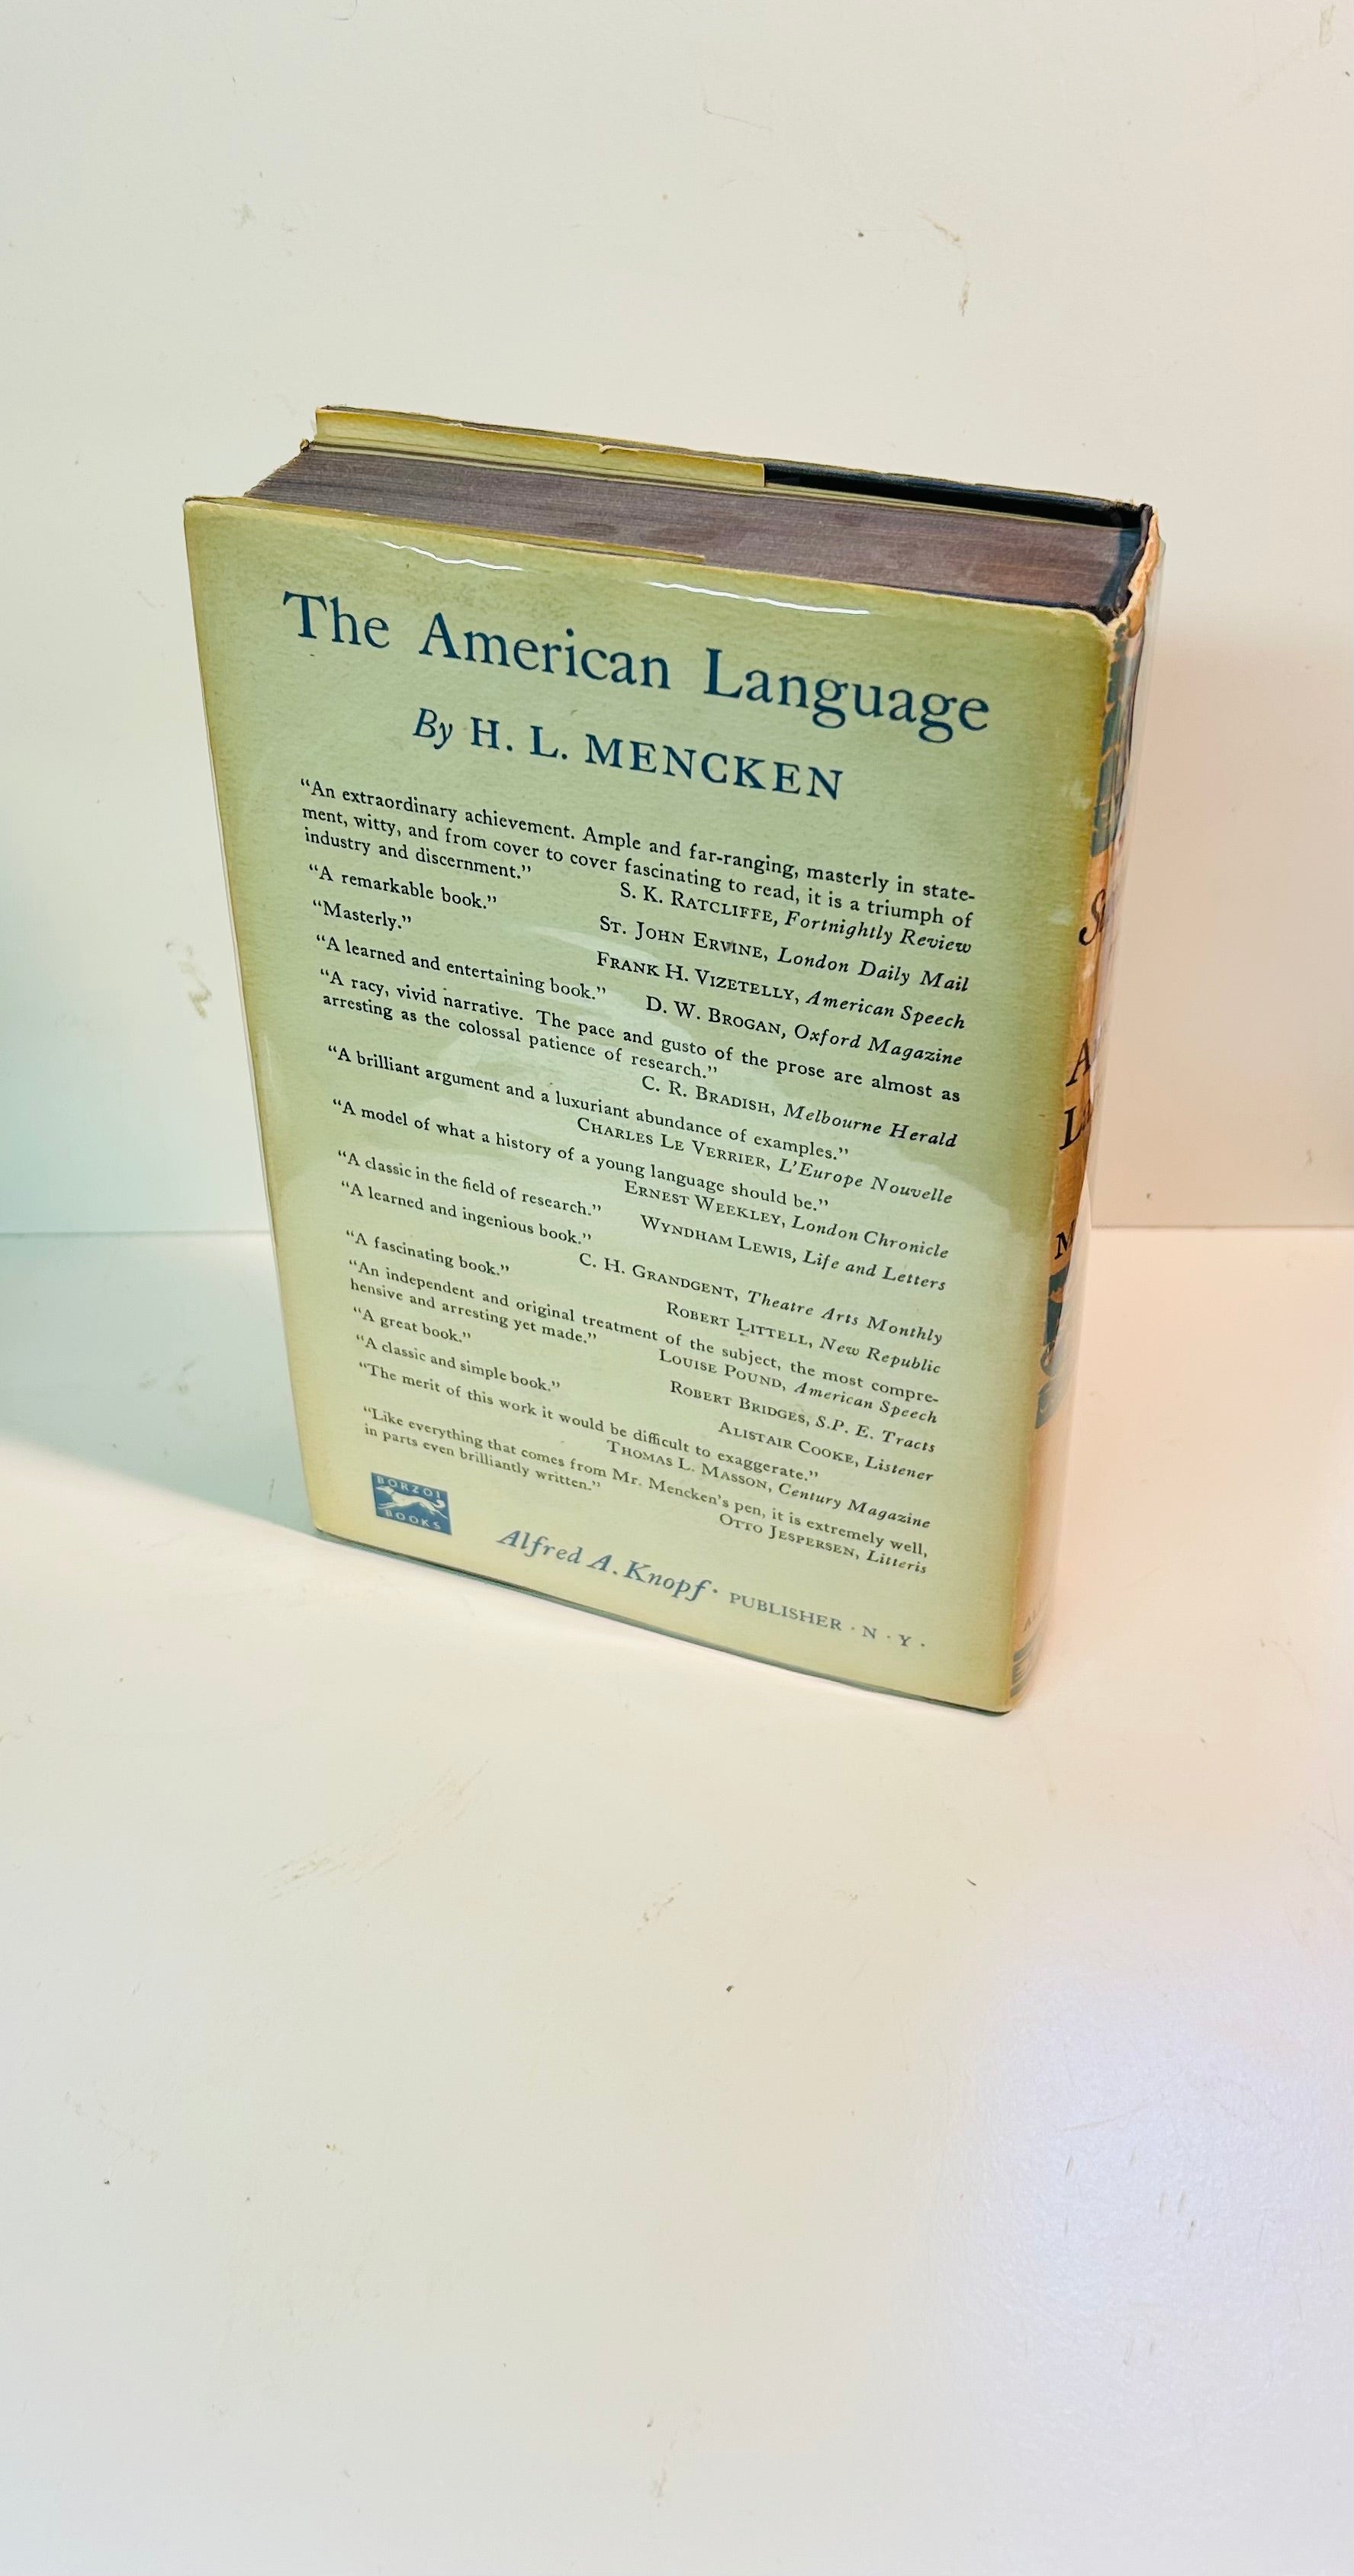 The American Language
By H. L. MENCKEN
“An extraordinary achievement. Ample and far-ranging, masterly in state-
ment, witty, and from cover to cover fascinating to read, it is a triumph of
industry and discernment.” S. K. RATCLIFFE, Fortnightly Review
“A remarkable book.” ST. JOHN ERVINE, London Daily Mail
“Masterly.” FRANK H. VIZETELLY, American Speech
“A learned and entertaining book.” D. W. BROGAN, Oxford Magazine
“A racy, vivid narrative. The pace and gusto of the prose are almost as
arresting as the colossal patience of research.”
C. R. BRADISH, Melbourne Herald
“A brilliant argument and a luxuriant abundance of examples.”
CHARLES LE VERRIER, L’Europe Nouvelle
“A model of what a history of a young language should be.”
ERNEST WEEKLEY, London Chronicle
“A classic in the field of research.” WYNDHAM LEWIS, Life and Letters
“A learned and ingenious book.”
C. H. GRANDGENT, Theatre Arts Monthly
“A fascinating book.” ROBERT LITTELL, New Republic
“An independent and original treatment of the subject, the most compre-
hensive and arresting yet made.” LOUISE POUND, American Speech
“A great book.” ROBERT BRIDGES, S.P. E. Tracts
“A classic and simple book.” ALISTAIR COOKE, Listener
“The merit of this work it would be difficult to exaggerate.”
THOMAS L. MASSON, Century Magazine
“Like everything that comes from Mr. Mencken’s pen, it is extremely well,
in parts even brilliantly written.” OTTO JESPERSEN, Litteris
BORZOI
BOOKS
Alfred A. Knopf · PUBLISHER · N · Y ·